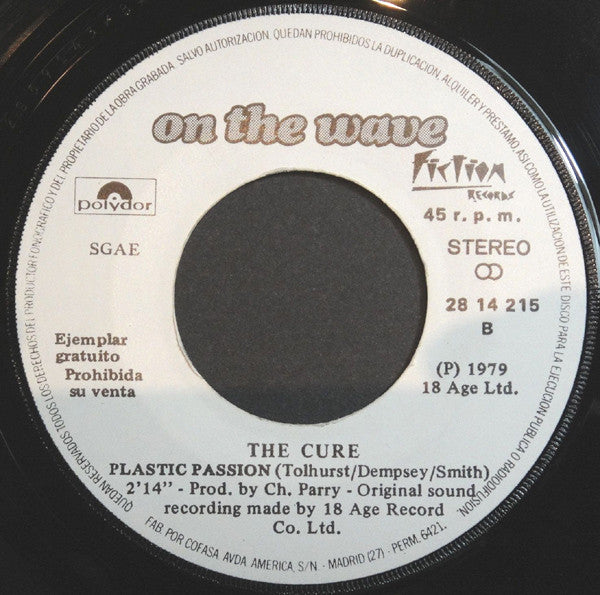 QUEDAN RESERVADOS TODOS LOS DERECHOS DEL PRODUCTOR FONOGRAFICO Y DEL PROPIETARIO DE LA OBRA GRABADA. SALVO AUTORIZACION. QUEDAN PROHIBIDOS LA DUPLICACION, ALQUILER Y PRESTAMO, ASI COMO LA UTILIZACION DE ESTE DISCO PARA LA EJECUCION PUBLICA O RADIODIFUSION.
on the wave
Fiction
RECORDS
polydor
45 r. p. m.
SGAE
STEREO
28 14 215
B
Ejemplar
gratuito
Prohibida
su venta
(P) 1979
18 Age Ltd.
THE CURE
PLASTIC PASSION (Tolhurst/Dempsey/Smith)
2'14" - Prod. by Ch. Parry - Original sound
recording made by 18 Age Record
Co. Ltd.
FAB. POR COFASA. AVDA. AMERICA, S/N - MADRID (27) - PERM. 6421.